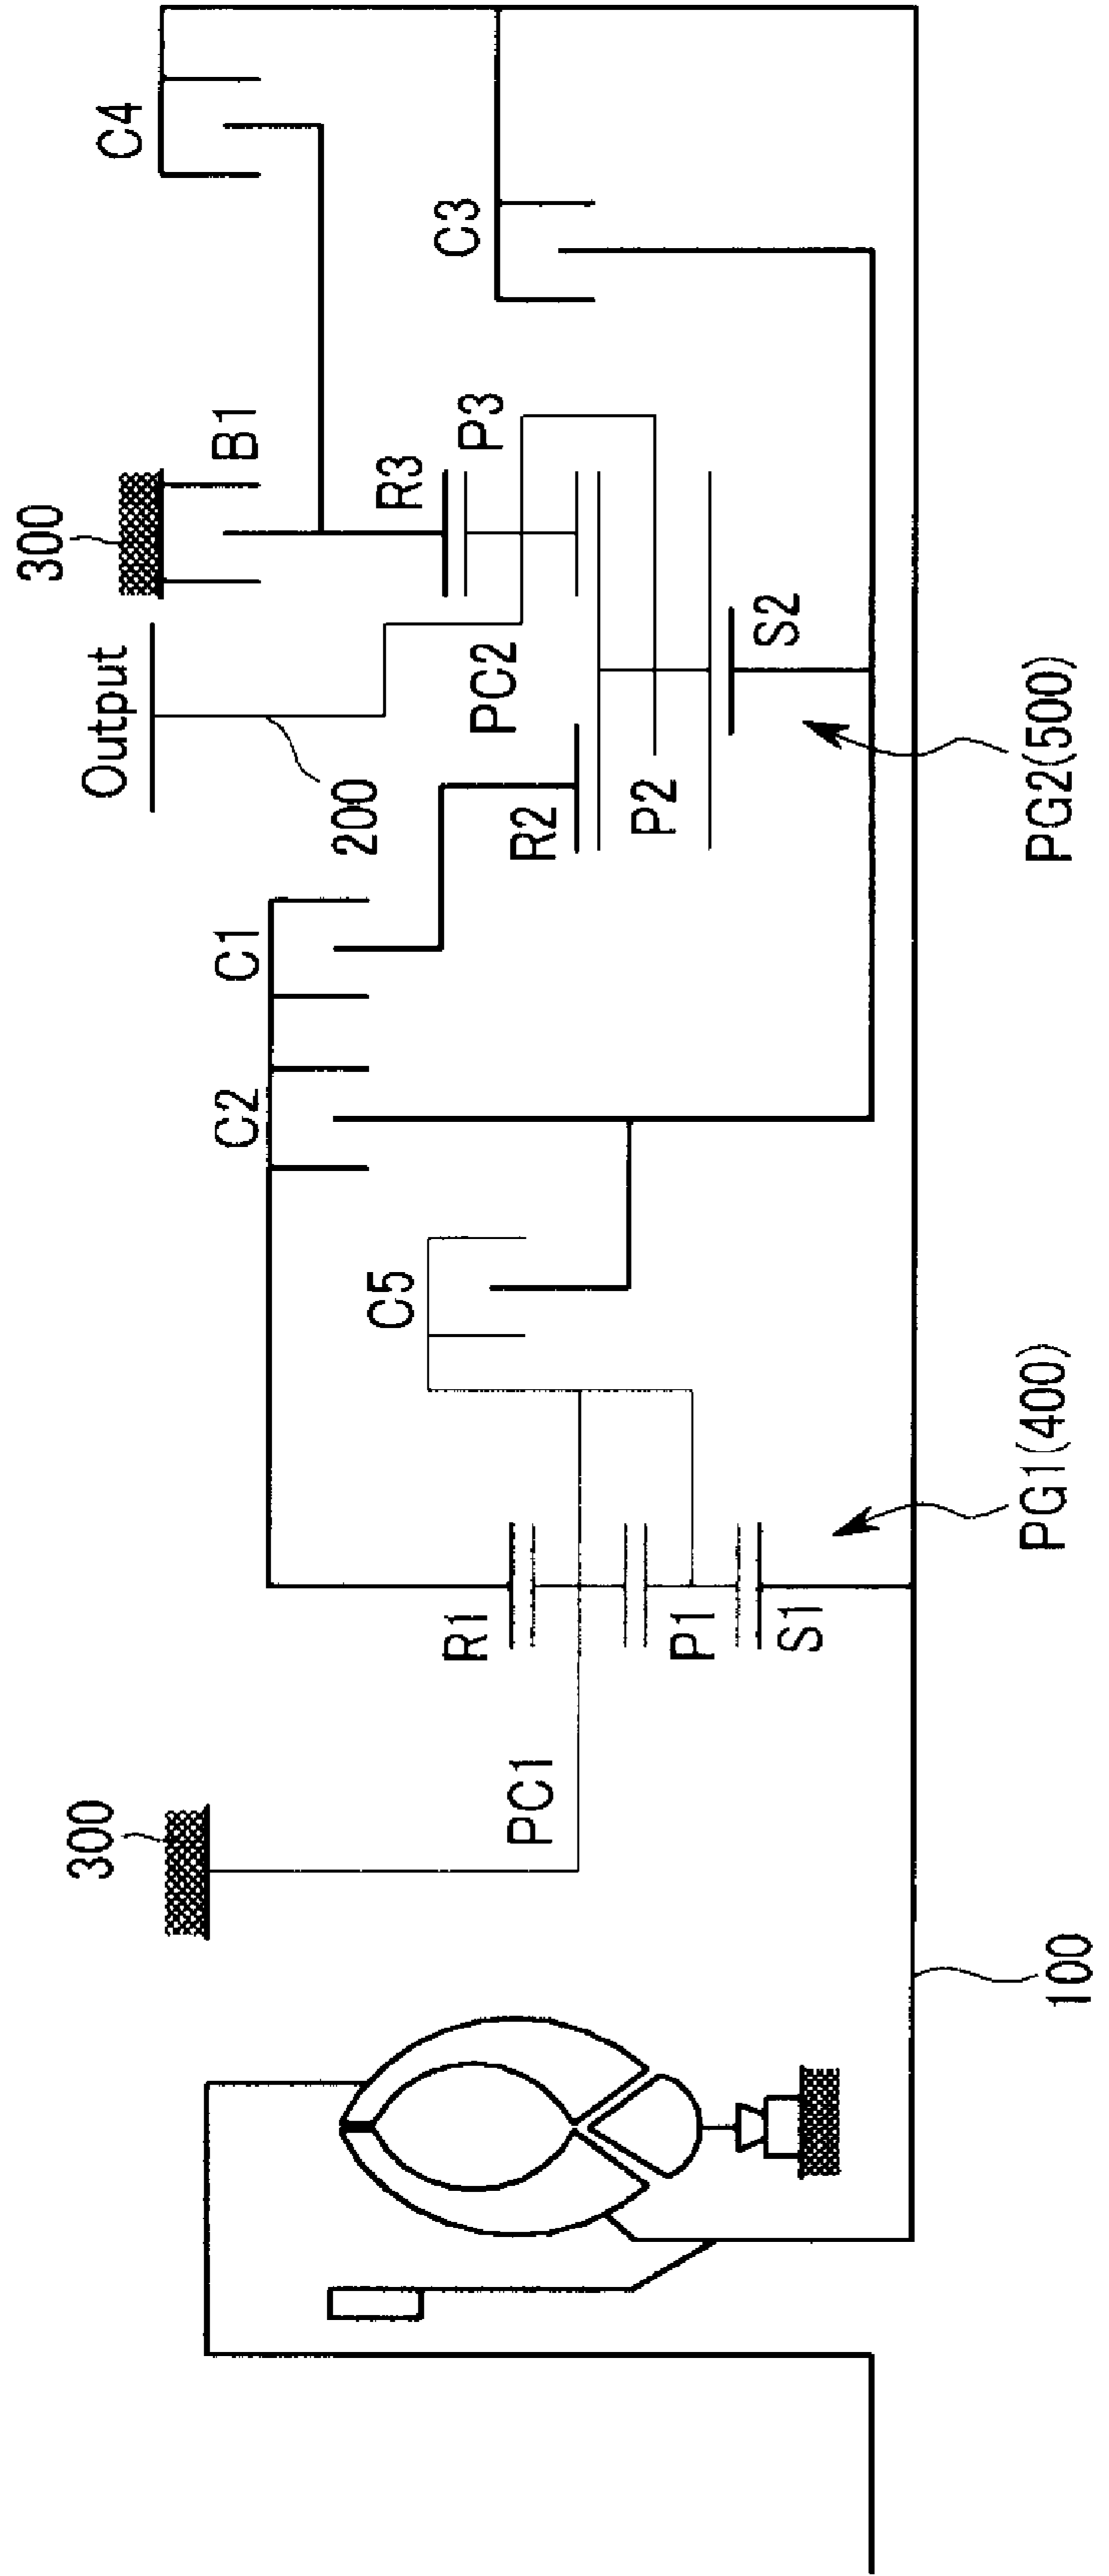 300
Output
B1
C4
200
C1
C2
PC2
R3
P3
C3
R2
P2
S2
C5
PG2(500)
300
PC1
R1
P1
S1
PG1(400)
100